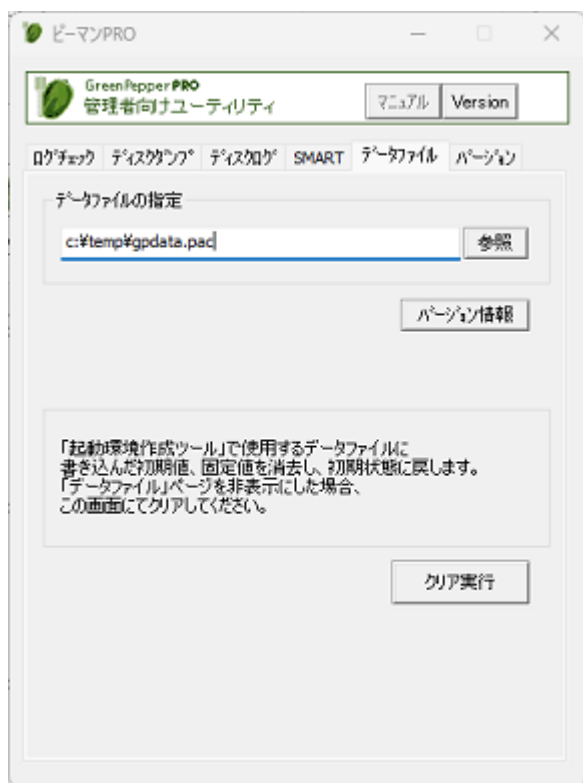 ピーマンPRO
GreenPepperPRO
管理者向けユーティリティ
マニュアル
Version
ログチェック ディスクダンプ ディスクログ SMART データファイル バージョン
データファイルの指定
c:¥temp¥gpdata.pac
参照
バージョン情報
「起動環境作成ツール」で使用するデータファイルに
書き込んだ初期値、固定値を消去し、初期状態に戻します。
「データファイル」ページを非表示にした場合、
この画面にてクリアしてください。
クリア実行